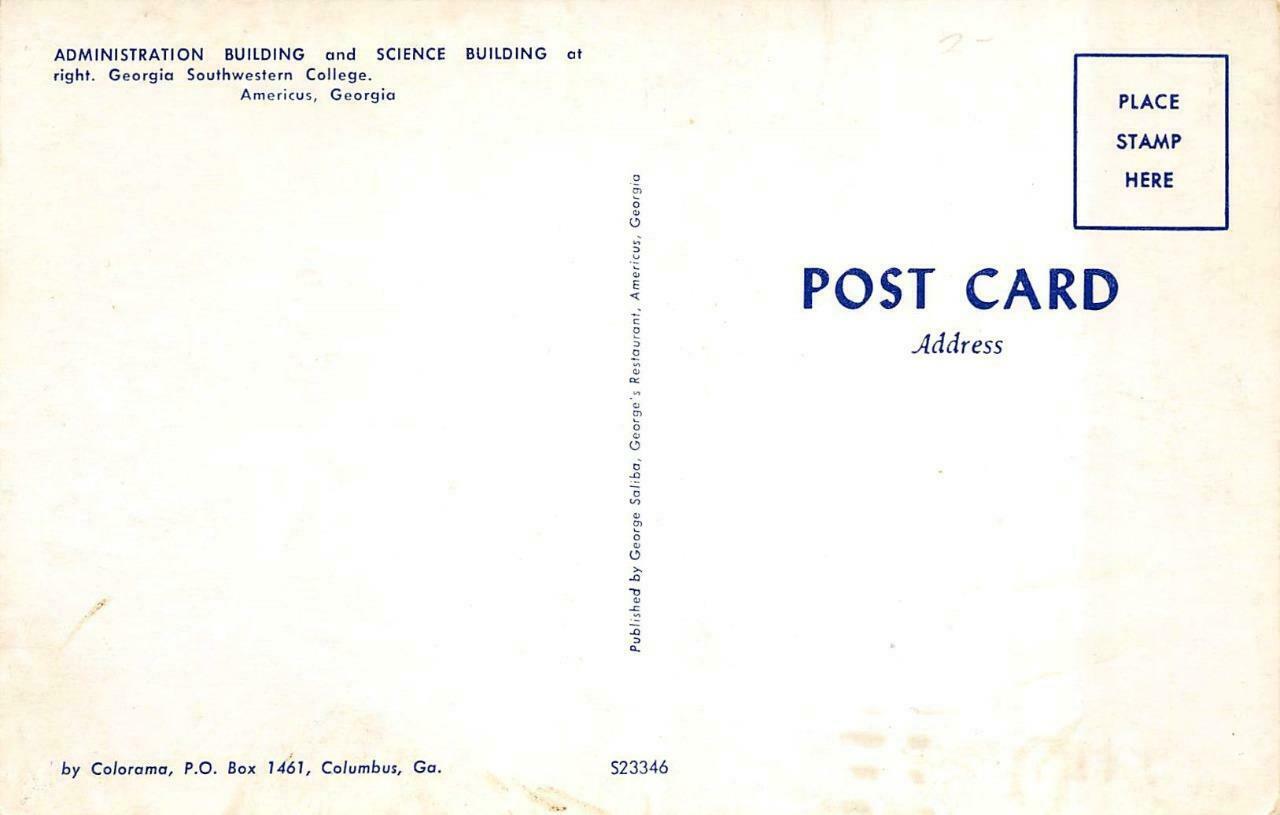 ADMINISTRATION BUILDING and SCIENCE BUILDING at
right. Georgia Southwestern College.
Americus, Georgia
PLACE
STAMP
HERE
POST CARD
Address
Published by George Saliba, George's Restaurant, Americus, Georgia
by Colorama, P.O. Box 1461, Columbus, Ga.
S23346